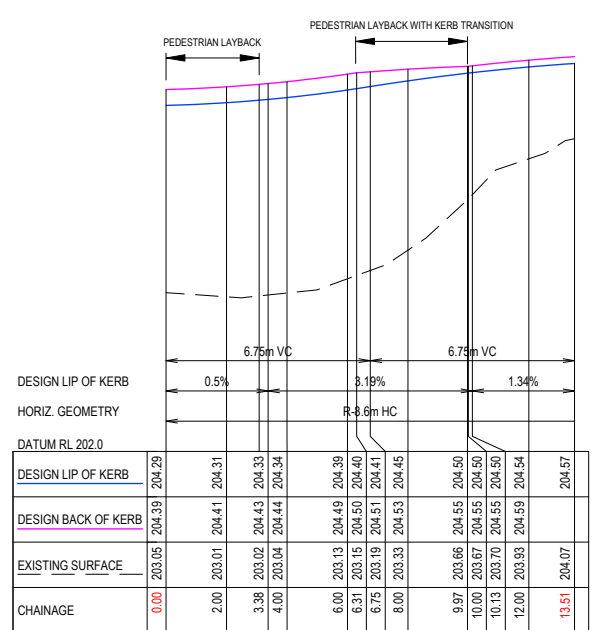 PEDESTRIAN LAYBACK WITH KERB TRANSITION
PEDESTRIAN LAYBACK
6.75m VC 6.75m VC
DESIGN LIP OF KERB 0.5% 3.19% 1.34%
HORIZ. GEOMETRY R-8.6m HC
DATUM RL 202.0
DESIGN LIP OF KERB 204.29 204.31 204.33 204.34 204.39 204.40 204.41 204.45 204.50 204.50 204.50 204.54 204.57
DESIGN BACK OF KERB 204.39 204.41 204.43 204.44 204.49 204.50 204.51 204.53 204.55 204.55 204.55 204.59
EXISTING SURFACE 203.05 203.01 203.02 203.04 203.13 203.15 203.19 203.33 203.66 203.67 203.70 203.93 204.07
CHAINAGE 0.00 2.00 3.38 4.00 6.00 6.31 6.75 8.00 9.97 10.00 10.13 12.00 13.51